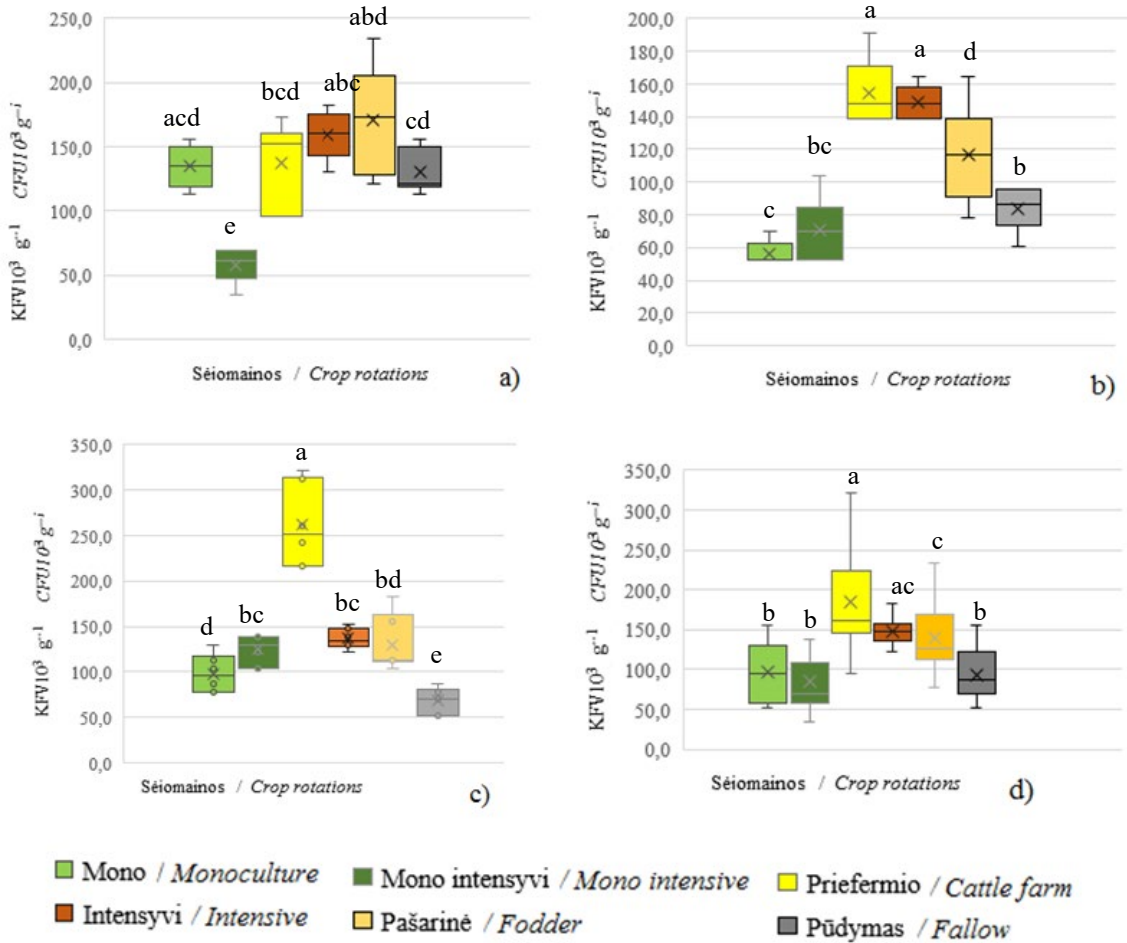 250,0
200,0
150,0
100,0
50,0
0,0
KFV10³ g⁻¹ CFU10³ g⁻ⁱ
acd
e
bcd
abc
abd
cd
Sėiomainos / Crop rotations
a)
200,0
180,0
160,0
140,0
120,0
100,0
80,0
60,0
40,0
20,0
0,0
KFV10³ g⁻¹ CFU10³ g⁻ⁱ
c
bc
a
a
d
b
Sėiomainos / Crop rotations
b)
350,0
300,0
250,0
200,0
150,0
100,0
50,0
0,0
KFV10³ g⁻¹ CFU10³ g⁻ⁱ
d
bc
a
bc
bd
e
Sėiomainos / Crop rotations
c)
350,0
300,0
250,0
200,0
150,0
100,0
50,0
0,0
KFV10³ g⁻¹ CFU10³ g⁻ⁱ
b
b
a
ac
c
b
Sėiomainos / Crop rotations
d)
Mono / Monoculture
Mono intensyvi / Mono intensive
Priefermio / Cattle farm
Intensyvi / Intensive
Pašarinė / Fodder
Pūdymas / Fallow